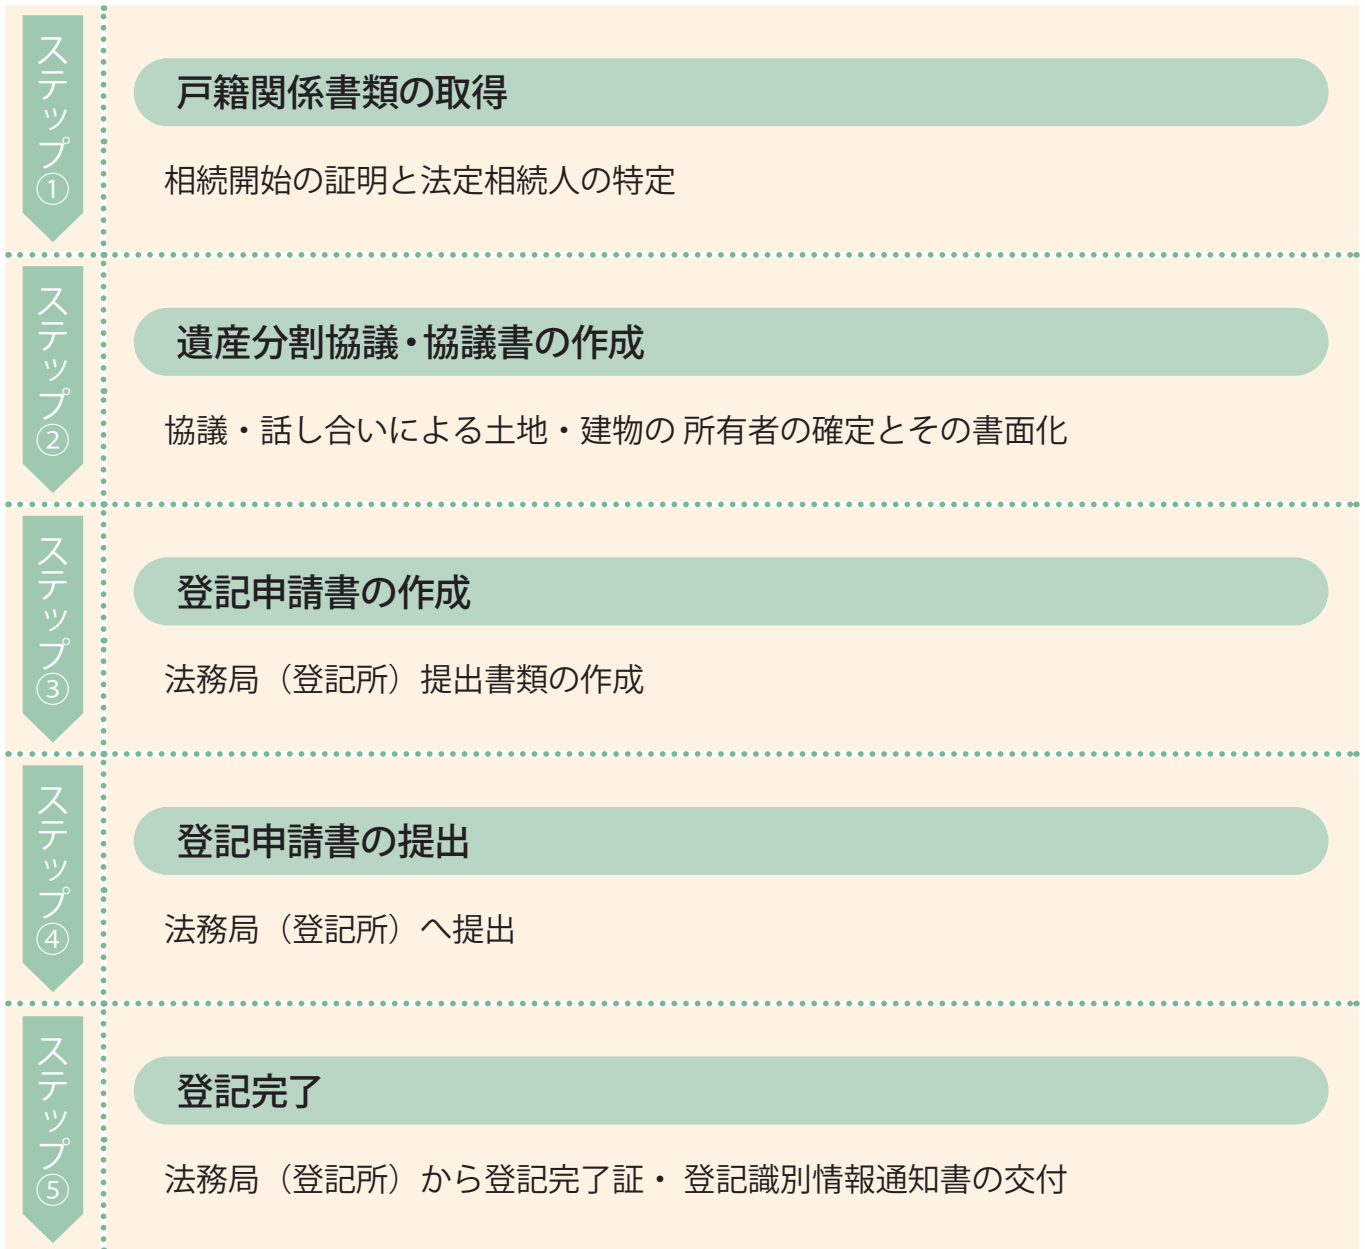 ステップ①
戸籍関係書類の取得
相続開始の証明と法定相続人の特定
ステップ②
遺産分割協議・協議書の作成
協議・話し合いによる土地・建物の 所有者の確定とその書面化
ステップ③
登記申請書の作成
法務局（登記所）提出書類の作成
ステップ④
登記申請書の提出
法務局（登記所）へ提出
ステップ⑤
登記完了
法務局（登記所）から登記完了証・ 登記識別情報通知書の交付